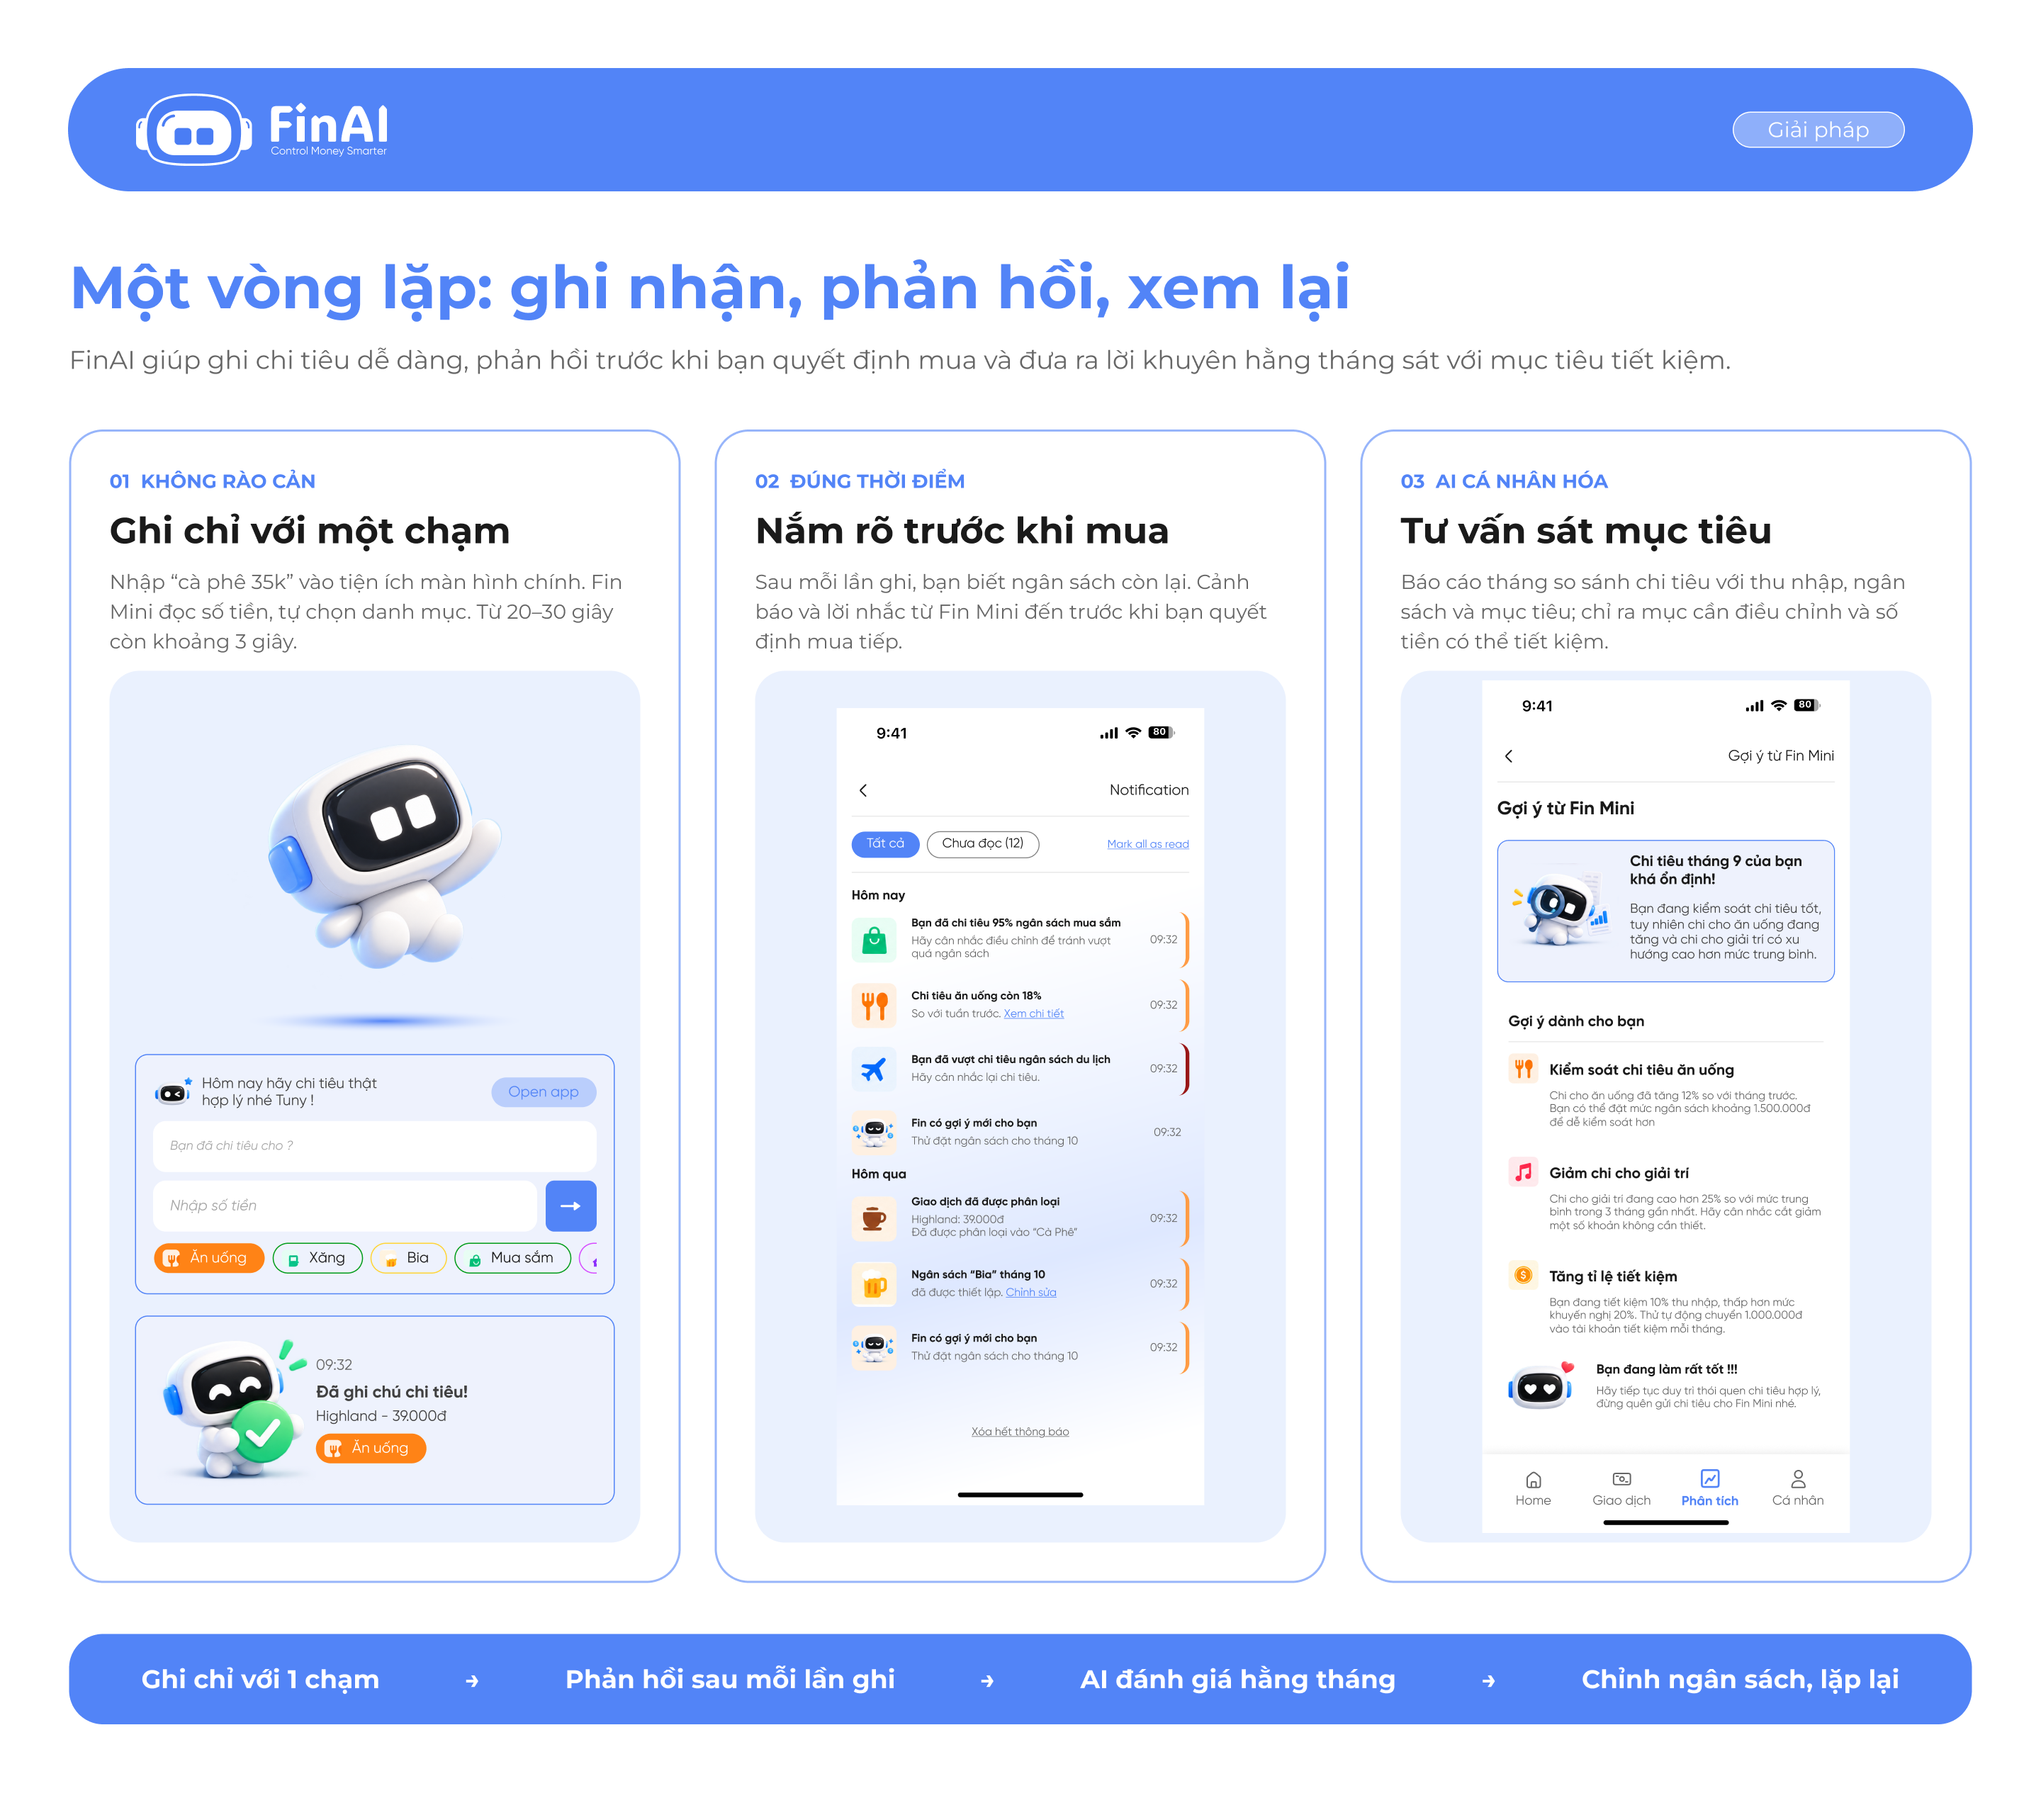 FinAI
Control Money Smarter
Giải pháp
Một vòng lặp: ghi nhận, phản hồi, xem lại
FinAI giúp ghi chi tiêu dễ dàng, phản hồi trước khi bạn quyết định mua và đưa ra lời khuyên hằng tháng sát với mục tiêu tiết kiệm.
01 KHÔNG RÀO CẢN
Ghi chỉ với một chạm
Nhập “cà phê 35k” vào tiện ích màn hình chính. Fin
Mini đọc số tiền, tự chọn danh mục. Từ 20–30 giây
còn khoảng 3 giây.
Hôm nay hãy chi tiêu thật
hợp lý nhé Tuny !
Open app
Bạn đã chi tiêu cho ?
Nhập số tiền
Ăn uống
Xăng
Bia
Mua sắm
09:32
Đã ghi chú chi tiêu!
Highland - 39.000đ
Ăn uống
02 ĐÚNG THỜI ĐIỂM
Nắm rõ trước khi mua
Sau mỗi lần ghi, bạn biết ngân sách còn lại. Cảnh
báo và lời nhắc từ Fin Mini đến trước khi bạn quyết
định mua tiếp.
9:41
80
Notification
Tất cả
Chưa đọc (12)
Mark all as read
Hôm nay
Bạn đã chi tiêu 95% ngân sách mua sắm
Hãy cân nhắc điều chỉnh để tránh vượt
quá ngân sách
09:32
Chi tiêu ăn uống còn 18%
So với tuần trước. Xem chi tiết
09:32
Bạn đã vượt chi tiêu ngân sách du lịch
Hãy cân nhắc lại chi tiêu.
09:32
Fin có gợi ý mới cho bạn
Thử đặt ngân sách cho tháng 10
09:32
Hôm qua
Giao dịch đã được phân loại
Highland: 39.000đ
Đã được phân loại vào “Cà Phê”
09:32
Ngân sách “Bia” tháng 10
đã được thiết lập. Chỉnh sửa
09:32
Fin có gợi ý mới cho bạn
Thử đặt ngân sách cho tháng 10
09:32
Xóa hết thông báo
03 AI CÁ NHÂN HÓA
Tư vấn sát mục tiêu
Báo cáo tháng so sánh chi tiêu với thu nhập, ngân
sách và mục tiêu; chỉ ra mục cần điều chỉnh và số
tiền có thể tiết kiệm.
9:41
80
Gợi ý từ Fin Mini
Gợi ý từ Fin Mini
Chi tiêu tháng 9 của bạn
khá ổn định!
Bạn đang kiểm soát chi tiêu tốt,
tuy nhiên chi cho ăn uống đang
tăng và chi cho giải trí có xu
hướng cao hơn mức trung bình.
Gợi ý dành cho bạn
Kiểm soát chi tiêu ăn uống
Chi cho ăn uống đã tăng 12% so với tháng trước.
Bạn có thể đặt mức ngân sách khoảng 1.500.000đ
để dễ kiểm soát hơn
Giảm chi cho giải trí
Chi cho giải trí đang cao hơn 25% so với mức trung
bình trong 3 tháng gần nhất. Hãy cân nhắc cắt giảm
một số khoản không cần thiết.
Tăng tỉ lệ tiết kiệm
Bạn đang tiết kiệm 10% thu nhập, thấp hơn mức
khuyến nghị 20%. Thử tự động chuyển 1.000.000đ
vào tài khoản tiết kiệm mỗi tháng.
Bạn đang làm rất tốt !!!
Hãy tiếp tục duy trì thói quen chi tiêu hợp lý,
đừng quên gửi chi tiêu cho Fin Mini nhé.
Home
Giao dịch
Phân tích
Cá nhân
Ghi chỉ với 1 chạm → Phản hồi sau mỗi lần ghi → AI đánh giá hằng tháng → Chỉnh ngân sách, lặp lại